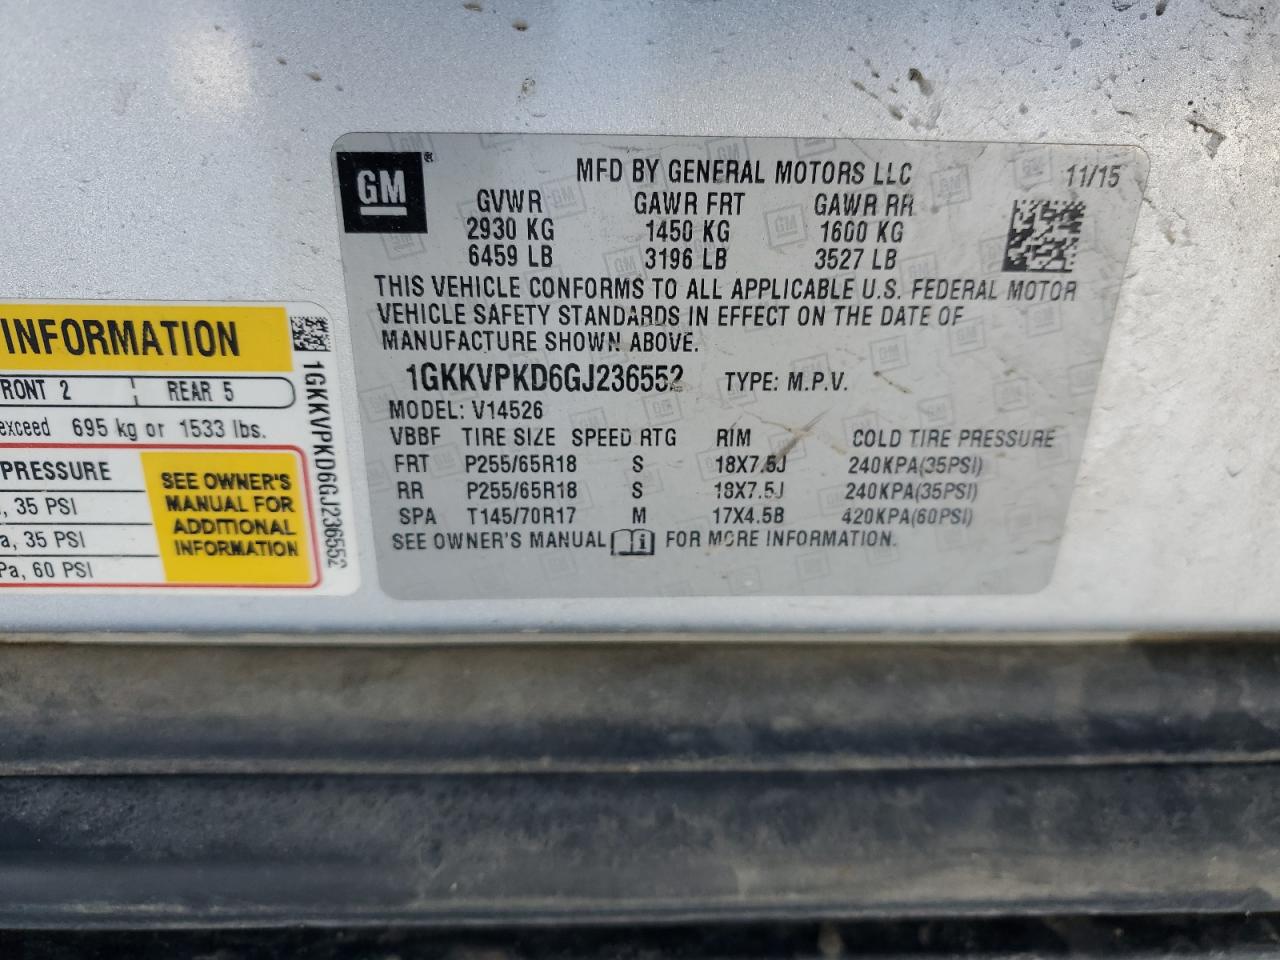 INFORMATION
FRONT 2 REAR 5
exceed 695 kg or 1533 lbs.
PRESSURE
, 35 PSI
a, 35 PSI
Pa, 60 PSI
SEE OWNER'S
MANUAL FOR
ADDITIONAL
INFORMATION
1GKKVPKD6GJ236552
GM®
MFD BY GENERAL MOTORS LLC 11/15
GVWR GAWR FRT GAWR RR
2930 KG 1450 KG 1600 KG
6459 LB 3196 LB 3527 LB
THIS VEHICLE CONFORMS TO ALL APPLICABLE U.S. FEDERAL MOTOR
VEHICLE SAFETY STANDARDS IN EFFECT ON THE DATE OF
MANUFACTURE SHOWN ABOVE.
1GKKVPKD6GJ236552 TYPE: M.P.V.
MODEL: V14526
VBBF TIRE SIZE SPEED RTG RIM COLD TIRE PRESSURE
FRT P255/65R18 S 18X7.5J 240KPA(35PSI)
RR P255/65R18 S 18X7.5J 240KPA(35PSI)
SPA T145/70R17 M 17X4.5B 420KPA(60PSI)
SEE OWNER'S MANUAL FOR MORE INFORMATION.